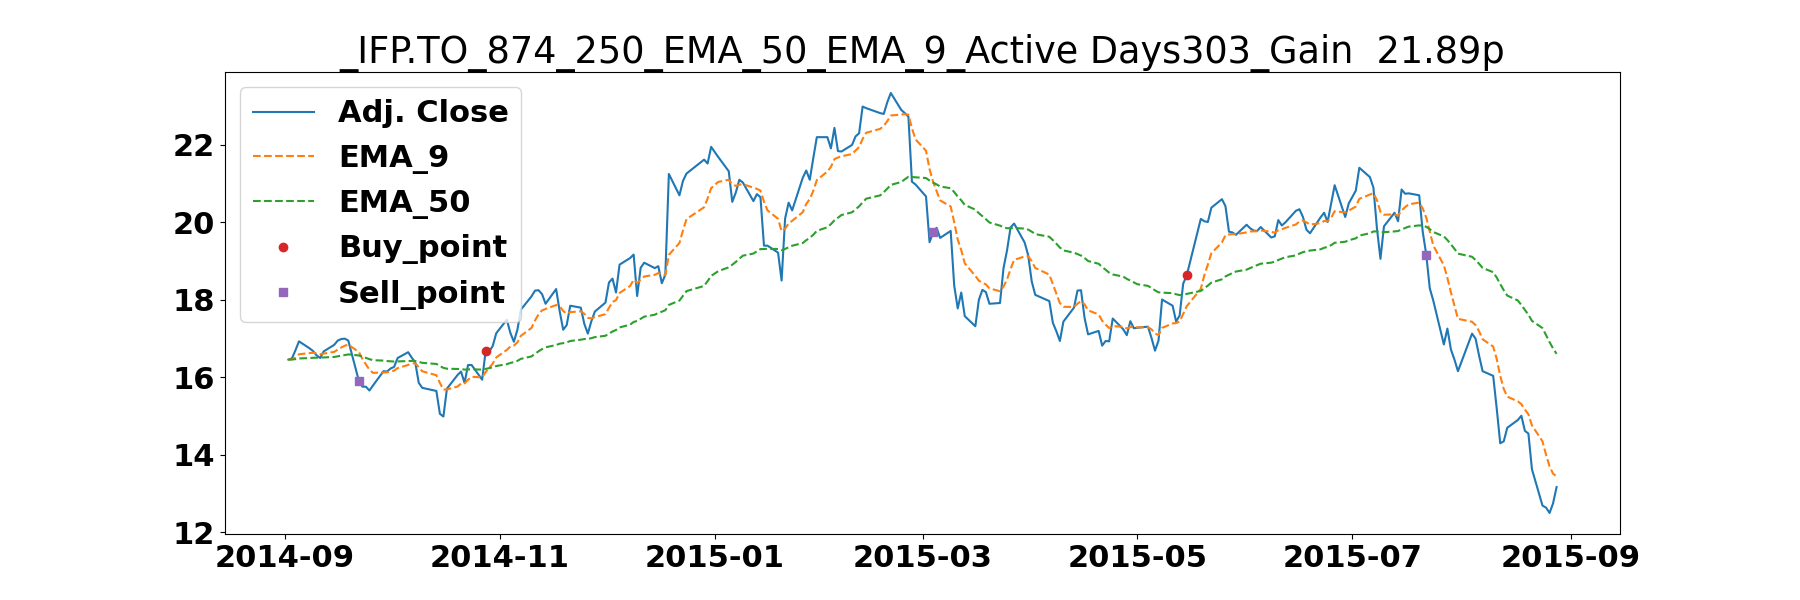 _IFP.TO_874_250_EMA_50_EMA_9_Active Days303_Gain  21.89p
Adj. Close
EMA_9
EMA_50
Buy_point
Sell_point
22
20
18
16
14
12
2014-09 2014-11 2015-01 2015-03 2015-05 2015-07 2015-09